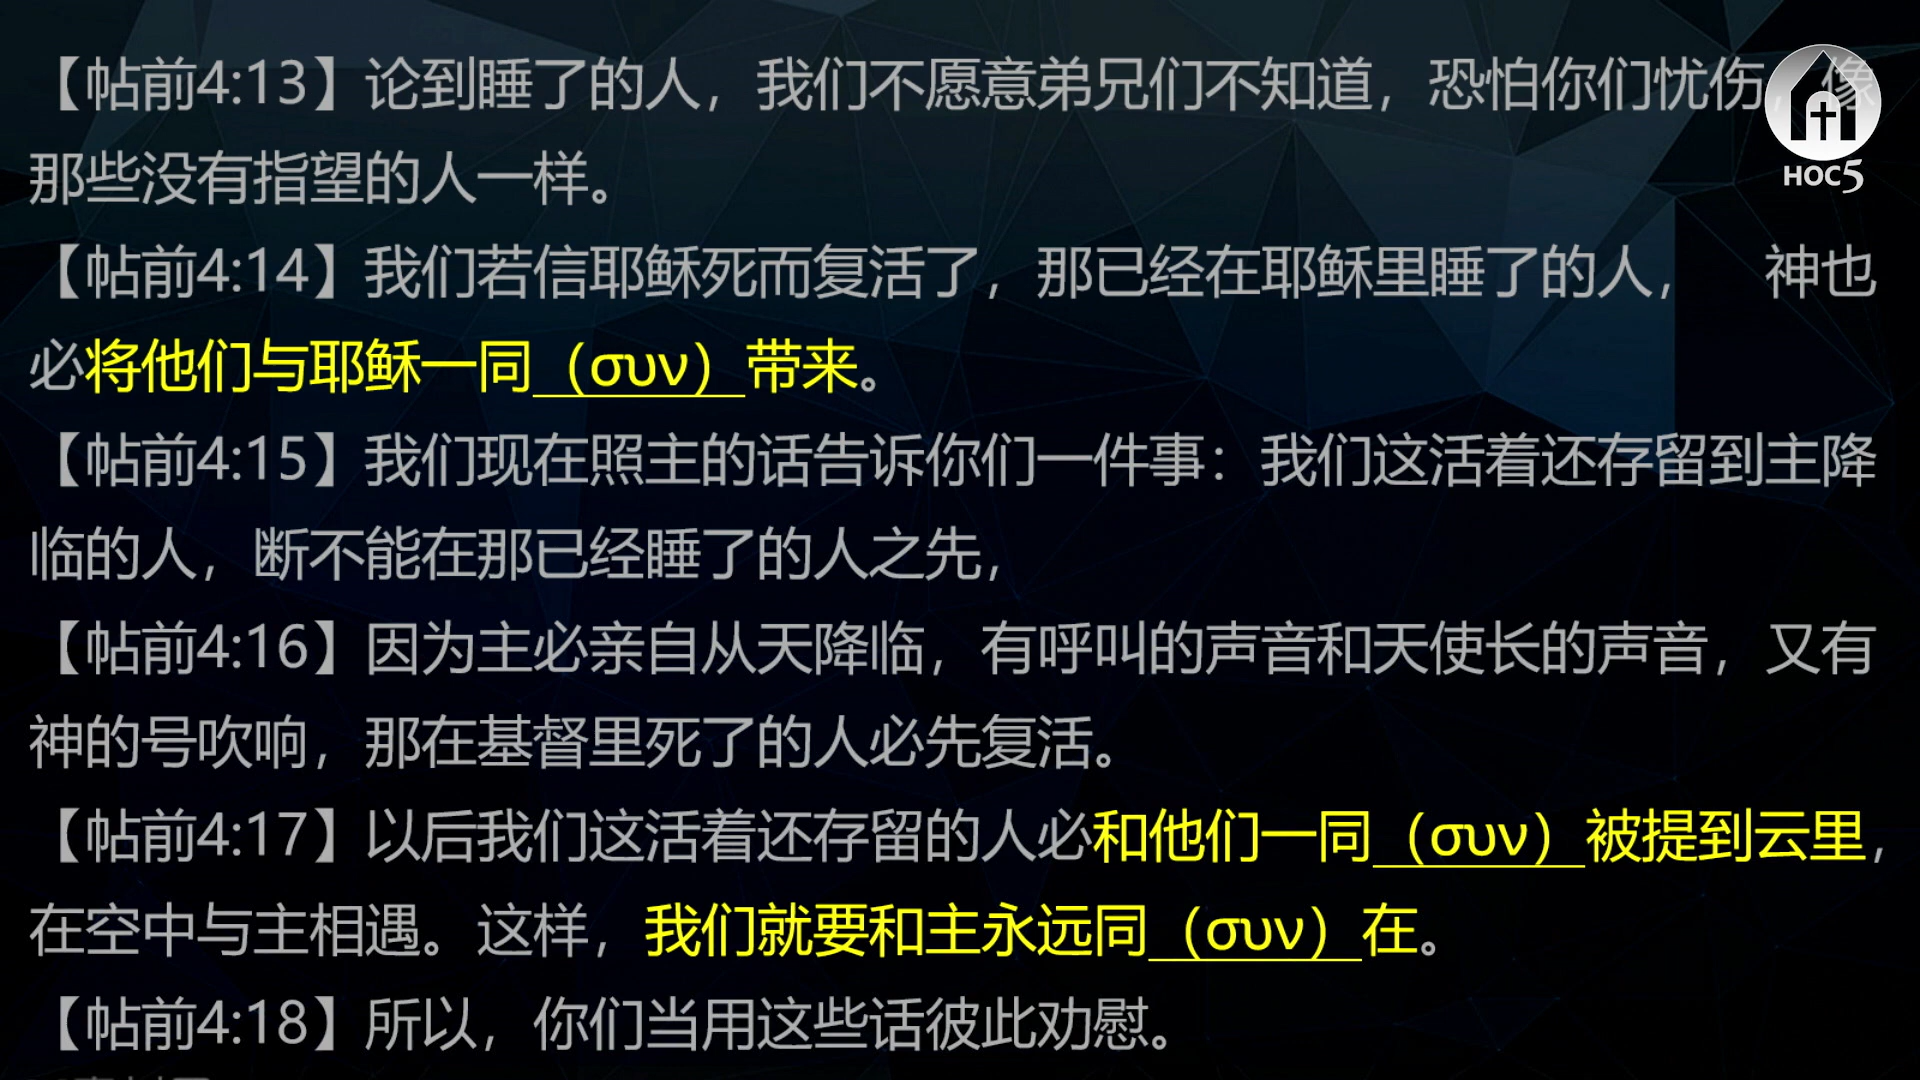 【帖前4:13】论到睡了的人，我们不愿意弟兄们不知道，恐怕你们忧伤，像
那些没有指望的人一样。
【帖前4:14】我们若信耶稣死而复活了，那已经在耶稣里睡了的人，　神也
必将他们与耶稣一同（συν）带来。
【帖前4:15】我们现在照主的话告诉你们一件事：我们这活着还存留到主降
临的人，断不能在那已经睡了的人之先，
【帖前4:16】因为主必亲自从天降临，有呼叫的声音和天使长的声音，又有
神的号吹响，那在基督里死了的人必先复活。
【帖前4:17】以后我们这活着还存留的人必和他们一同（συν）被提到云里，
在空中与主相遇。这样，我们就要和主永远同（συν）在。
【帖前4:18】所以，你们当用这些话彼此劝慰。
HOC5